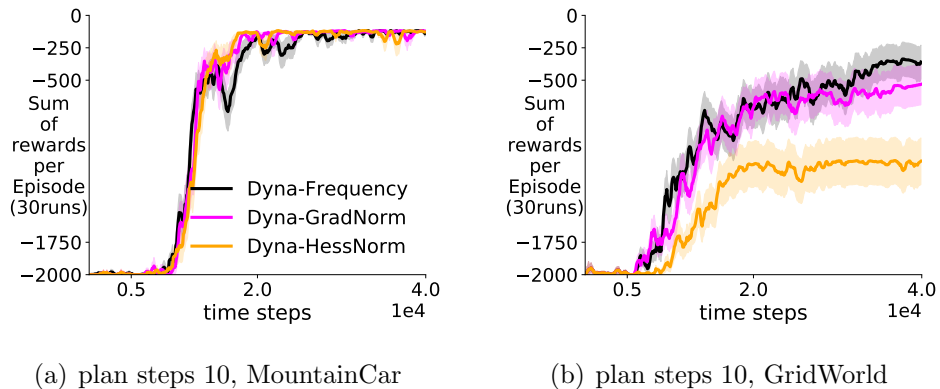 0
−250
−500
Sum
of
rewards
per
Episode
(30runs)
−1750
−2000
Dyna-Frequency
Dyna-GradNorm
Dyna-HessNorm
0.5 2.0 4.0
time steps 1e4
(a) plan steps 10, MountainCar
0
−250
−500
Sum
of
rewards
per
Episode
(30runs)
−1750
−2000
0.5 2.0 4.0
time steps 1e4
(b) plan steps 10, GridWorld